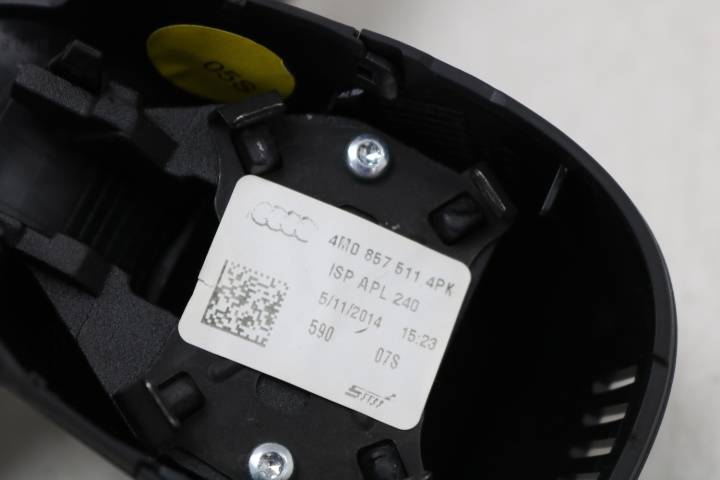 05S
4M0 857 511 4PK
ISP APL 240
5/11/2014 15:23
590 07S